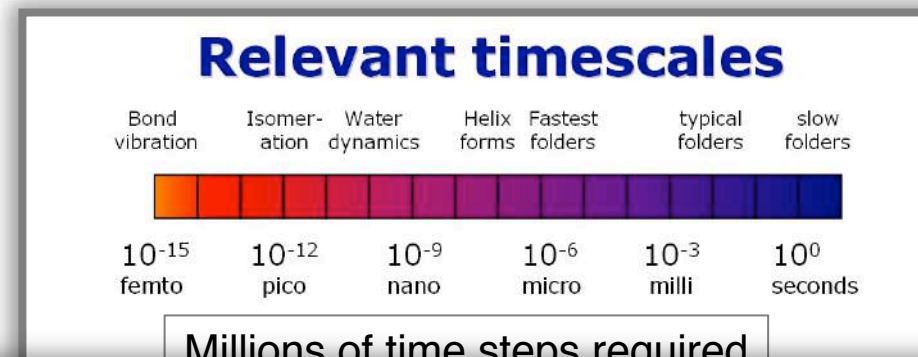 Relevant timescales
Bond Isomer- Water Helix Fastest typical slow
vibration ation dynamics forms folders folders folders
10-15 10-12 10-9 10-6 10-3 100
femto pico nano micro milli seconds
Millions of time steps required